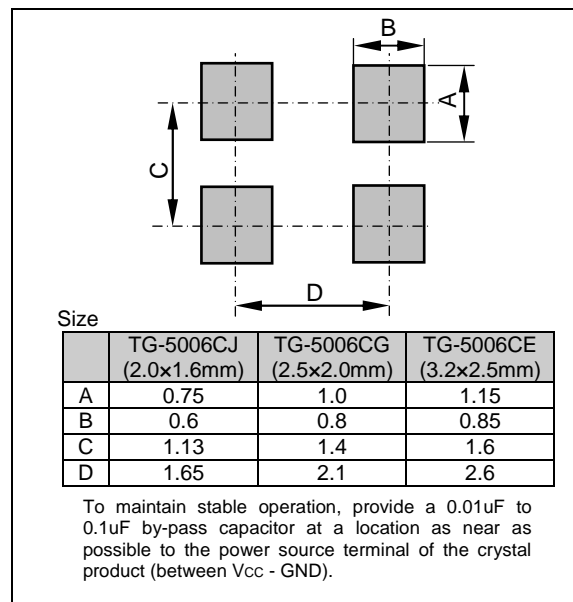 B
A
C
D
Size
TG-5006CJ TG-5006CG TG-5006CE
(2.0×1.6mm) (2.5×2.0mm) (3.2×2.5mm)
A 0.75 1.0 1.15
B 0.6 0.8 0.85
C 1.13 1.4 1.6
D 1.65 2.1 2.6
To maintain stable operation, provide a 0.01uF to
0.1uF by-pass capacitor at a location as near as
possible to the power source terminal of the crystal
product (between Vcc - GND).